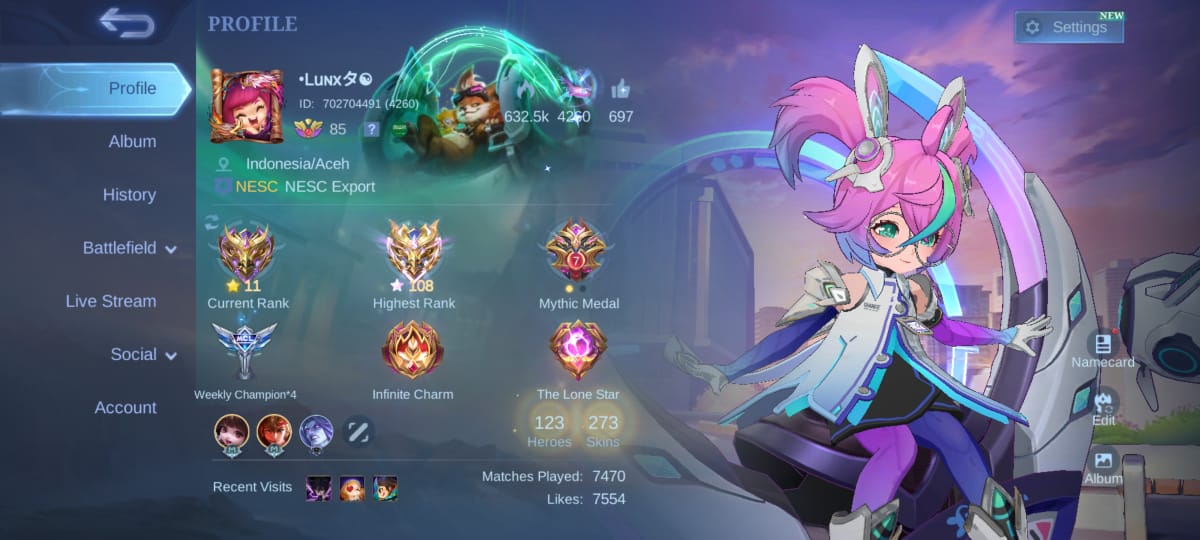 PROFILE
NEW
Settings
Profile
Album
History
Battlefield
Live Stream
Social
Account
•Lᴜɴxタ☯
ID: 702704491 (4260)
85
?
632.5k
4260
697
Indonesia/Aceh
NESC NESC Export
11
108
7
Current Rank
Highest Rank
Mythic Medal
MCL
Weekly Champion*4
Infinite Charm
The Lone Star
123
Heroes
273
Skins
Recent Visits
Matches Played: 7470
Likes: 7554
Namecard
Edit
Album